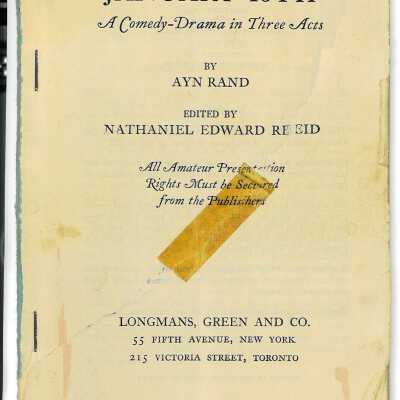 A Comedy-Drama in Three Acts
BY
AYN RAND
EDITED BY
NATHANIEL EDWARD REEID
All Amateur Presentation
Rights Must be Secured
from the Publishers
LONGMANS, GREEN AND CO.
55 FIFTH AVENUE, NEW YORK
215 VICTORIA STREET, TORONTO